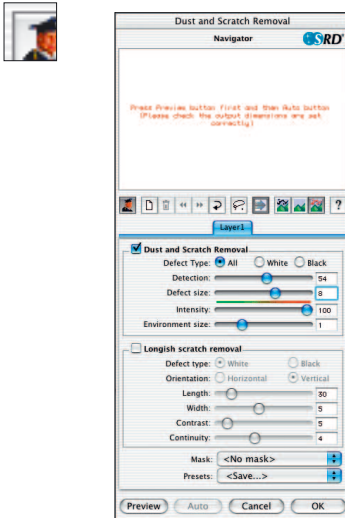 Dust and Scratch Removal
Navigator SRD
Press Preview button first and then Auto button
(Please check the output dimensions are set
correctly)
?
Layer1
Dust and Scratch Removal
Defect Type: All White Black
Detection: 54
Defect size: 8
Intensity: 100
Environment size: 1
Longish scratch removal
Defect type: White Black
Orientation: Horizontal Vertical
Length: 30
Width: 5
Contrast: 5
Continuity: 4
Mask: <No mask>
Presets: <Save...>
Preview Auto Cancel OK